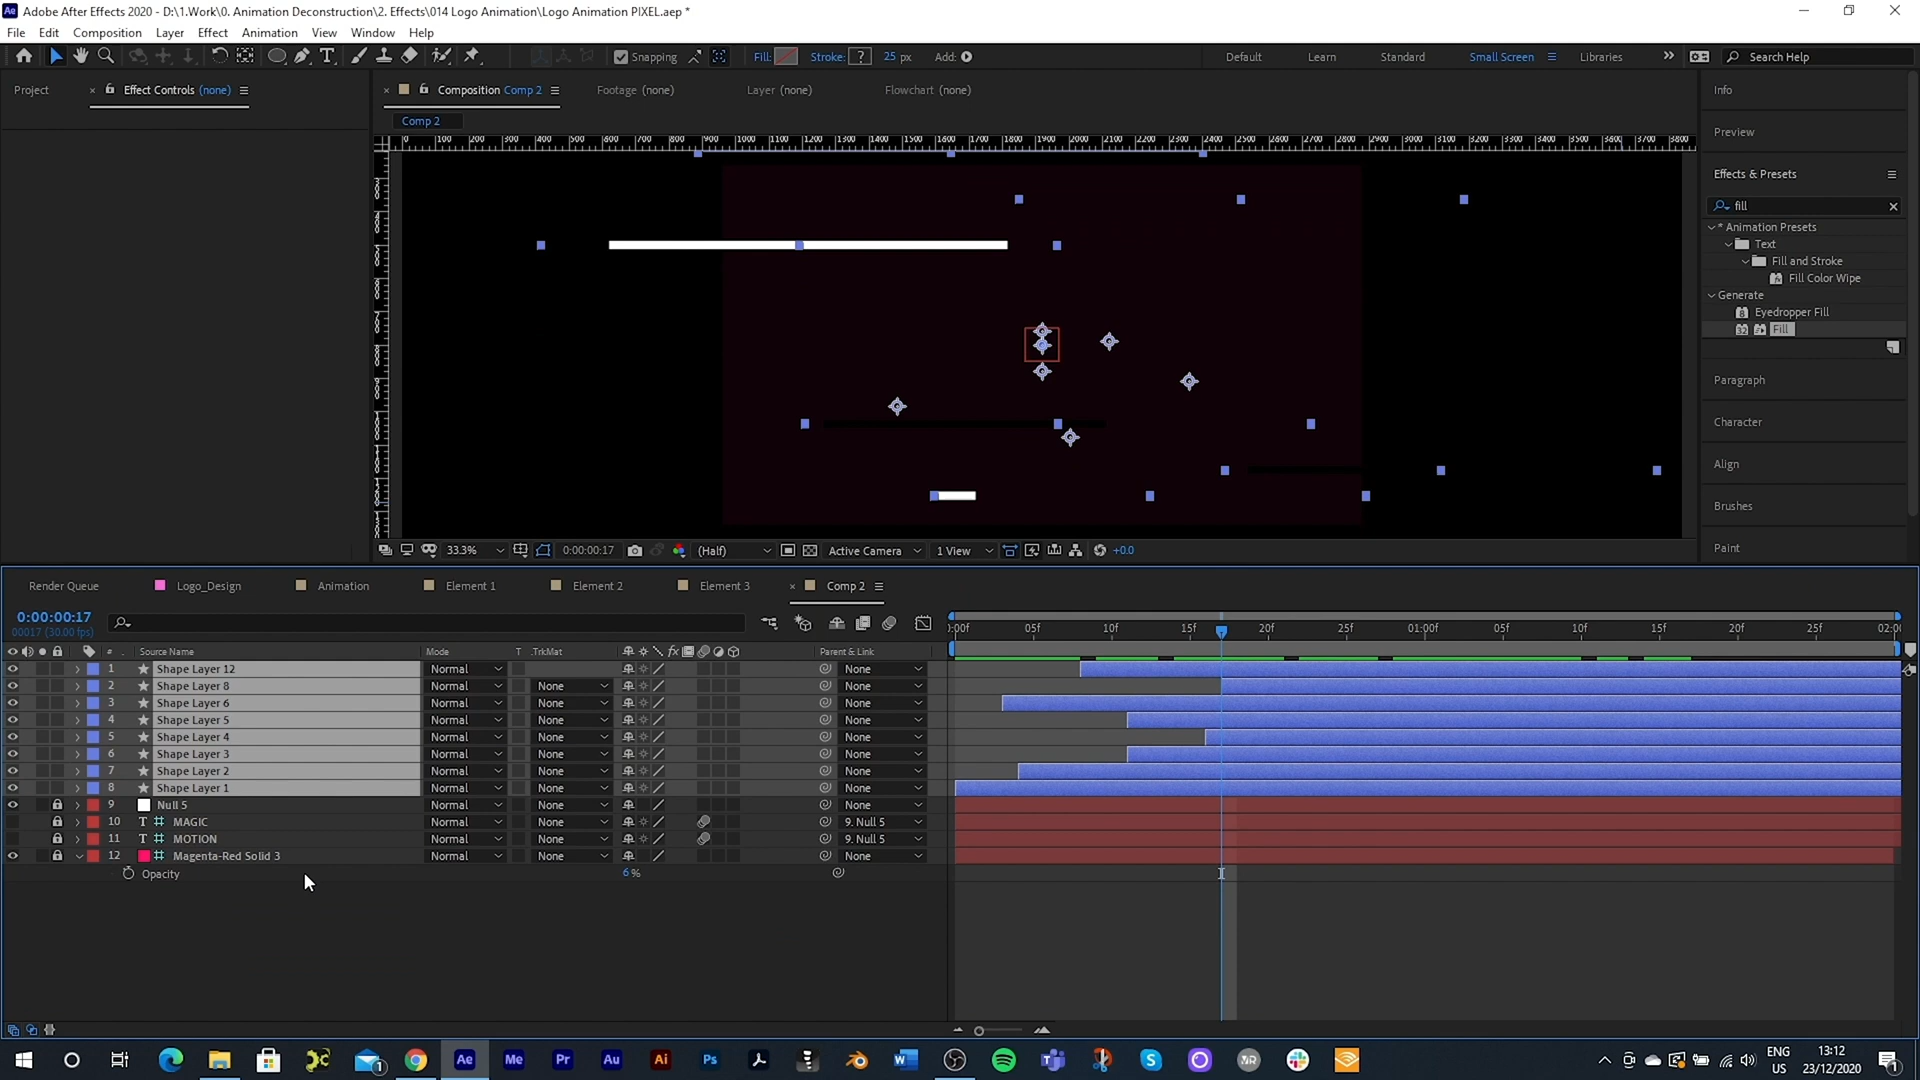 Adobe After Effects 2020 - D:\1.Work\0. Animation Deconstruction\2. Effects\014 Logo Animation\Logo Animation PIXEL.aep *
File Edit Composition Layer Effect Animation View Window Help
Snapping Fill: Stroke: ? 25 px Add: Default Learn Standard Small Screen Libraries Search Help
Project Effect Controls (none) Composition Comp 2 Footage (none) Layer (none) Flowchart (none) Info
Comp 2
Preview
Effects & Presets
fill
* Animation Presets
Text
Fill and Stroke
Fill Color Wipe
Generate
Eyedropper Fill
Fill
Paragraph
Character
Align
Brushes
Paint
33.3% 0:00:00:17 (Half) Active Camera 1 View +0.0
Render Queue Logo_Design Animation Element 1 Element 2 Element 3 Comp 2
0:00:00:17
00017 (30.00 fps)
:00f 05f 10f 15f 20f 25f 01:00f 05f 10f 15f 20f 25f 02:0
# Source Name Mode T .TrkMat Parent & Link
1 Shape Layer 12 Normal None
2 Shape Layer 8 Normal None None
3 Shape Layer 6 Normal None None
4 Shape Layer 5 Normal None None
5 Shape Layer 4 Normal None None
6 Shape Layer 3 Normal None None
7 Shape Layer 2 Normal None None
8 Shape Layer 1 Normal None None
9 Null 5 Normal None None
10 T MAGIC Normal None 9. Null 5
11 T MOTION Normal None 9. Null 5
12 Magenta-Red Solid 3 Normal None None
Opacity 6 %
ENG
US
13:12
23/12/2020